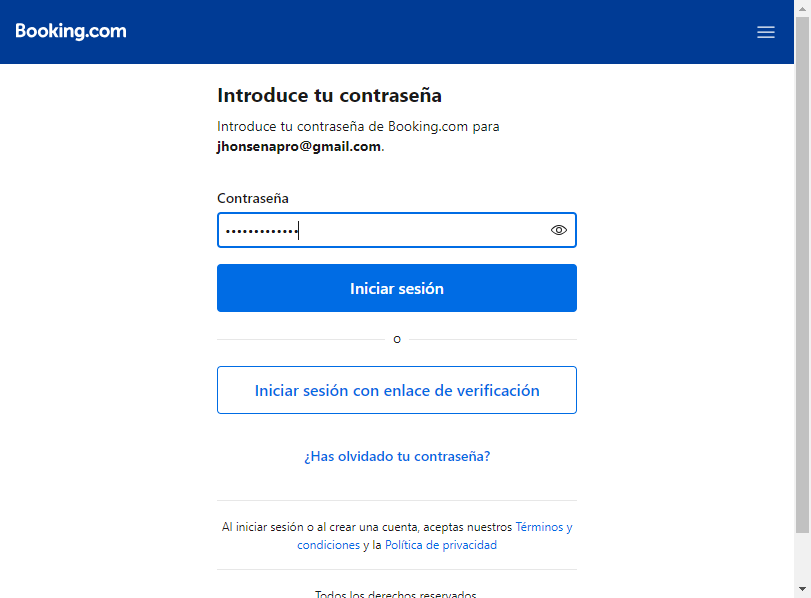 Booking.com
Introduce tu contraseña
Introduce tu contraseña de Booking.com para
jhonsenapro@gmail.com.
Contraseña
•••••••••••••
Iniciar sesión
o
Iniciar sesión con enlace de verificación
¿Has olvidado tu contraseña?
Al iniciar sesión o al crear una cuenta, aceptas nuestros Términos y
condiciones y la Política de privacidad
Todos los derechos reservados.